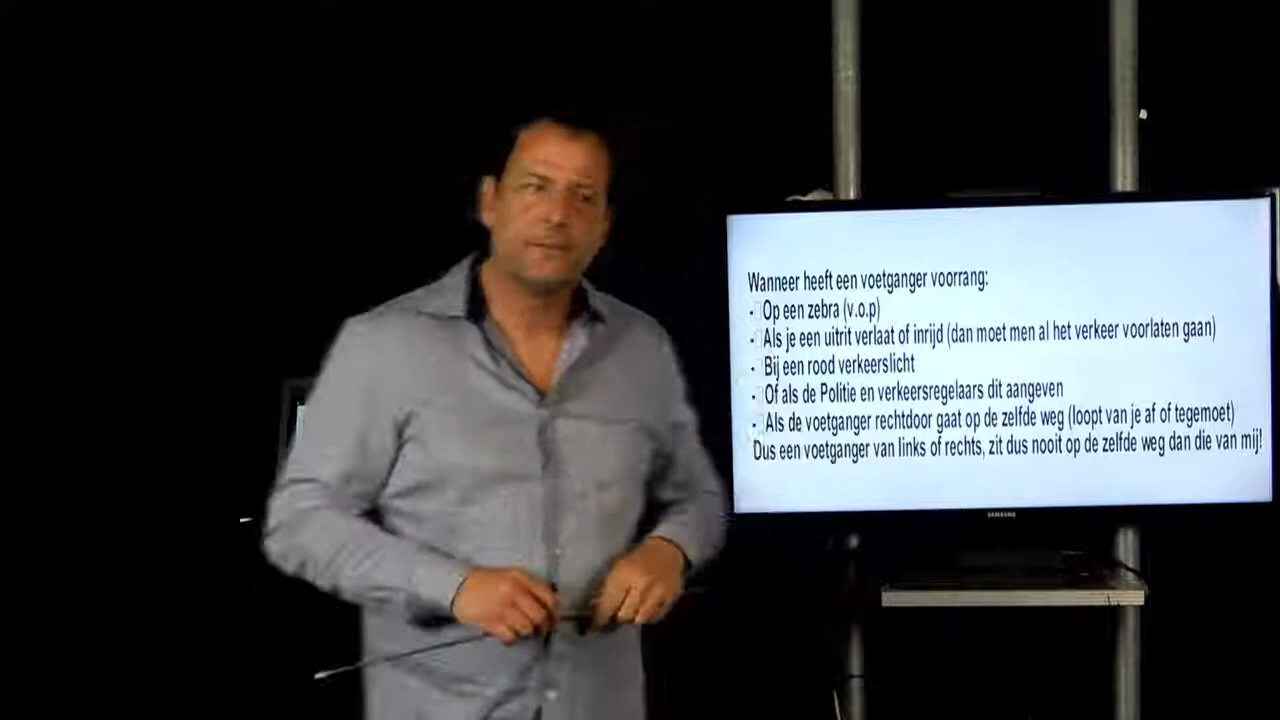 Wanneer heeft een voetganger voorrang:
- Op een zebra (v.o.p)
- Als je een uitrit verlaat of inrijd (dan moet men al het verkeer voorlaten gaan)
- Bij een rood verkeerslicht
- Of als de Politie en verkeersregelaars dit aangeven
- Als de voetganger rechtdoor gaat op de zelfde weg (loopt van je af of tegemoet)
Dus een voetganger van links of rechts, zit dus nooit op de zelfde weg dan die van mij!
SAMSUNG